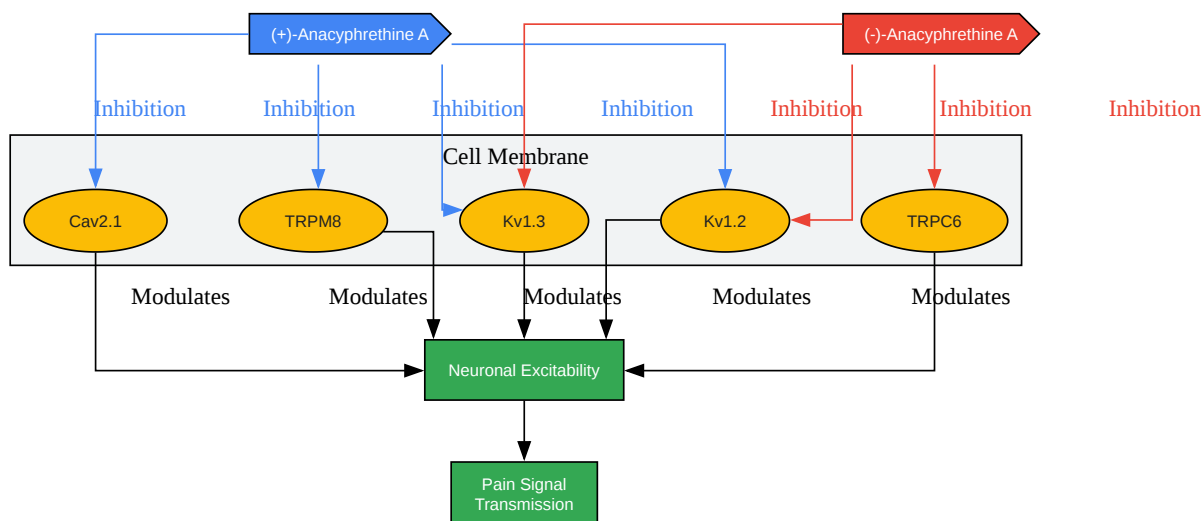 (+)-Anacyphrethine A
(-)-Anacyphrethine A
Inhibition
Inhibition
Inhibition
Inhibition
Inhibition
Inhibition
Inhibition
Cell Membrane
Cav2.1
TRPM8
Kv1.3
Kv1.2
TRPC6
Modulates
Modulates
Modulates
Modulates
Modulates
Neuronal Excitability
Pain Signal
Transmission